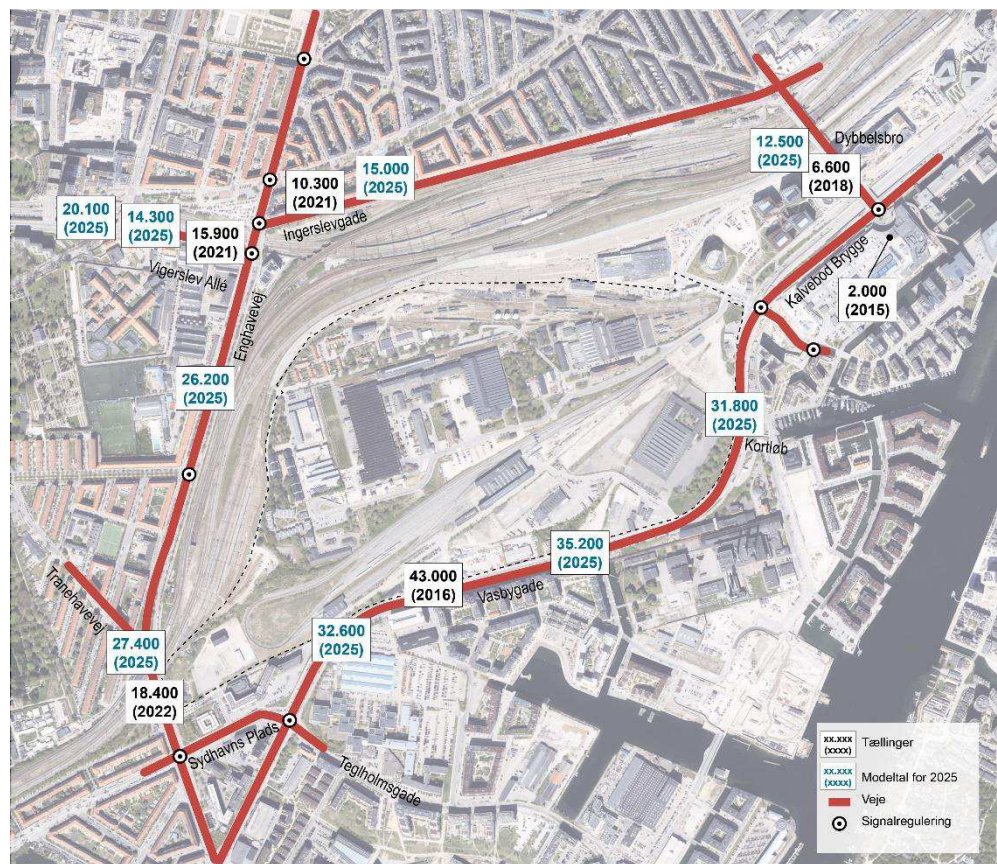 Dybbelsbro
12.500
(2025)
6.600
(2018)
15.000
(2025)
10.300
(2021)
Ingerslevgade
20.100
(2025)
14.300
(2025)
15.900
(2021)
Vigerslev Allé
Enghavevej
Kalvebod Brygge
2.000
(2015)
26.200
(2025)
31.800
(2025)
Kortløb
35.200
(2025)
43.000
(2016)
Vasbygade
Tranehavevej
27.400
(2025)
32.600
(2025)
18.400
(2022)
Sydhavns Plads
Teglholmsgade
xx.xxx
(xxxx)
Tællinger
xx.xxx
(xxxx)
Modeltal for 2025
Veje
Signalregulering